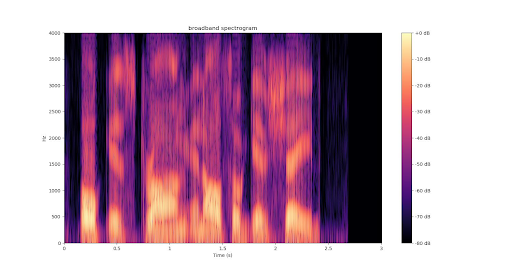 broadband spectrogram
4000
3500
3000
2500
2000
1500
1000
500
0
Hz
0
0.5
1
1.5
2
2.5
3
Time (s)
+0 dB
-10 dB
-20 dB
-30 dB
-40 dB
-50 dB
-60 dB
-70 dB
-80 dB